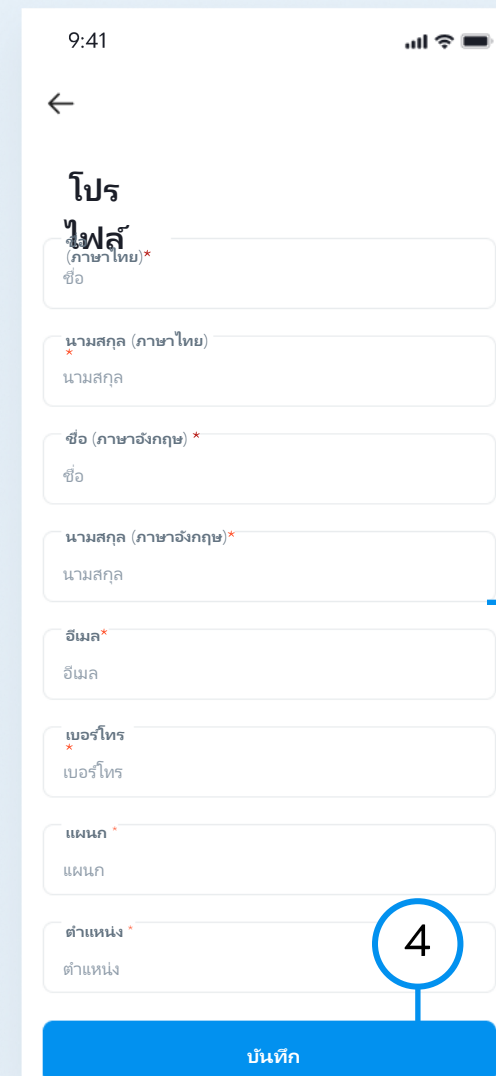 9:41
โปร
ไฟล์
ชื่อ
(ภาษาไทย)*
ชื่อ
นามสกุล (ภาษาไทย)
*
นามสกุล
ชื่อ (ภาษาอังกฤษ) *
ชื่อ
นามสกุล (ภาษาอังกฤษ)*
นามสกุล
อีเมล*
อีเมล
เบอร์โทร
*
เบอร์โทร
แผนก *
แผนก
ตำแหน่ง *
ตำแหน่ง
4
บันทึก